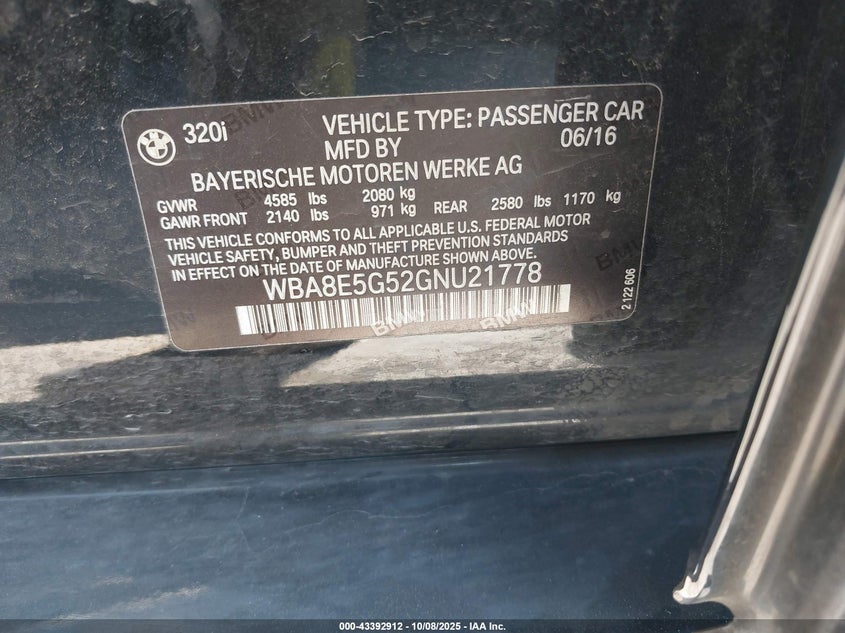 320i
VEHICLE TYPE: PASSENGER CAR
MFD BY 06/16
BAYERISCHE MOTOREN WERKE AG
GVWR 4585 lbs 2080 kg
GAWR FRONT 2140 lbs 971 kg REAR 2580 lbs 1170 kg
THIS VEHICLE CONFORMS TO ALL APPLICABLE U.S. FEDERAL MOTOR
VEHICLE SAFETY, BUMPER AND THEFT PREVENTION STANDARDS
IN EFFECT ON THE DATE OF MANUFACTURE SHOWN ABOVE.
WBA8E5G52GNU21778
2 122 606
000-43392912 - 10/08/2025 - IAA Inc.